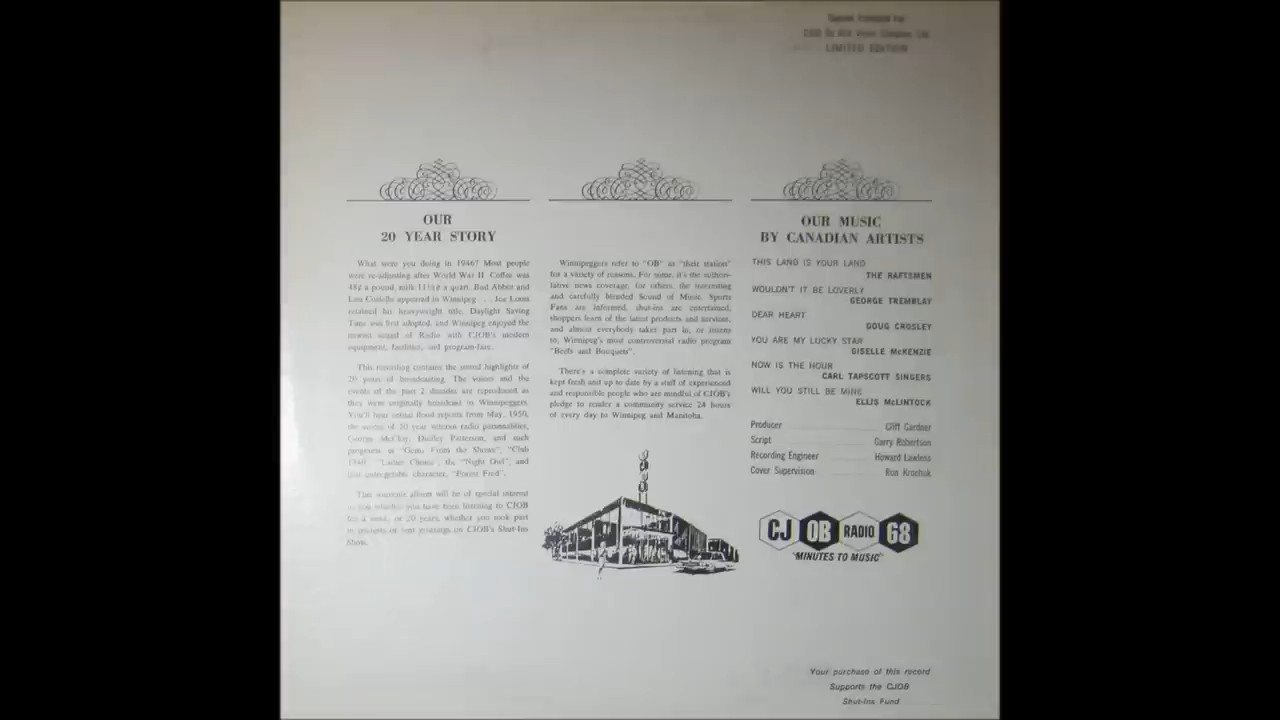 LIMITED EDITION
OUR
20 YEAR STORY
What were you doing in 1946? Most people
were re-adjusting after World War II. Coffee was
48¢ a pound, milk 11½¢ a quart. Bud Abbot and
Lou Costello appeared in Winnipeg . . . Joe Louis
retained his heavyweight title, Daylight Saving
Time was first adopted, and Winnipeg enjoyed the
newest sound of Radio with CJOB's modern
equipment, facilities, and program-fare.
This recording contains the sound highlights of
20 years of broadcasting. The voices and the
events of the past 2 decades are reproduced as
they were originally broadcast to Winnipeggers.
You'll hear actual flood reports from May, 1950,
the voices of 20 year veteran radio personalities,
George McCloy, Dudley Patterson, and such
programs as "Gems From the Shows", "Club
1340", "Ladies Choice", the "Night Owl", and
that unforgettable character, "Fearless Fred".
This souvenir album will be of special interest
to you whether you have been listening to CJOB
for a week, or 20 years, whether you took part
in or sent greetings on CJOB's Shut-Ins
Show.
Winnipeggers refer to "OB" as "their station"
for a variety of reasons. For some, it's the authori-
tative news coverage, for others, the interesting
and carefully blended Sound of Music. Sports
Fans are informed, shut-ins are entertained,
shoppers learn of the latest products and services,
and almost everybody takes part in, or listens
to, Winnipeg's most controversial radio program
"Beefs and Bouquets".
There's a complete variety of listening that is
kept fresh and up to date by a staff of experienced
and responsible people who are mindful of CJOB's
pledge to render a community service 24 hours
of every day to Winnipeg and Manitoba.
CJOB
OUR MUSIC
BY CANADIAN ARTISTS
THIS LAND IS YOUR LAND
THE RAFTSMEN
WOULDN'T IT BE LOVERLY
GEORGE TREMBLAY
DEAR HEART
DOUG CROSLEY
YOU ARE MY LUCKY STAR
GISELLE McKENZIE
NOW IS THE HOUR
CARL TAPSCOTT SINGERS
WILL YOU STILL BE MINE
ELLIS McLINTOCK
Producer Cliff Gardner
Script Garry Robertson
Recording Engineer Howard Lawless
Cover Supervision Ron Krochuk
CJ OB RADIO 68
"MINUTES TO MUSIC"
Your purchase of this record
Supports the CJOB
Shut-Ins Fund